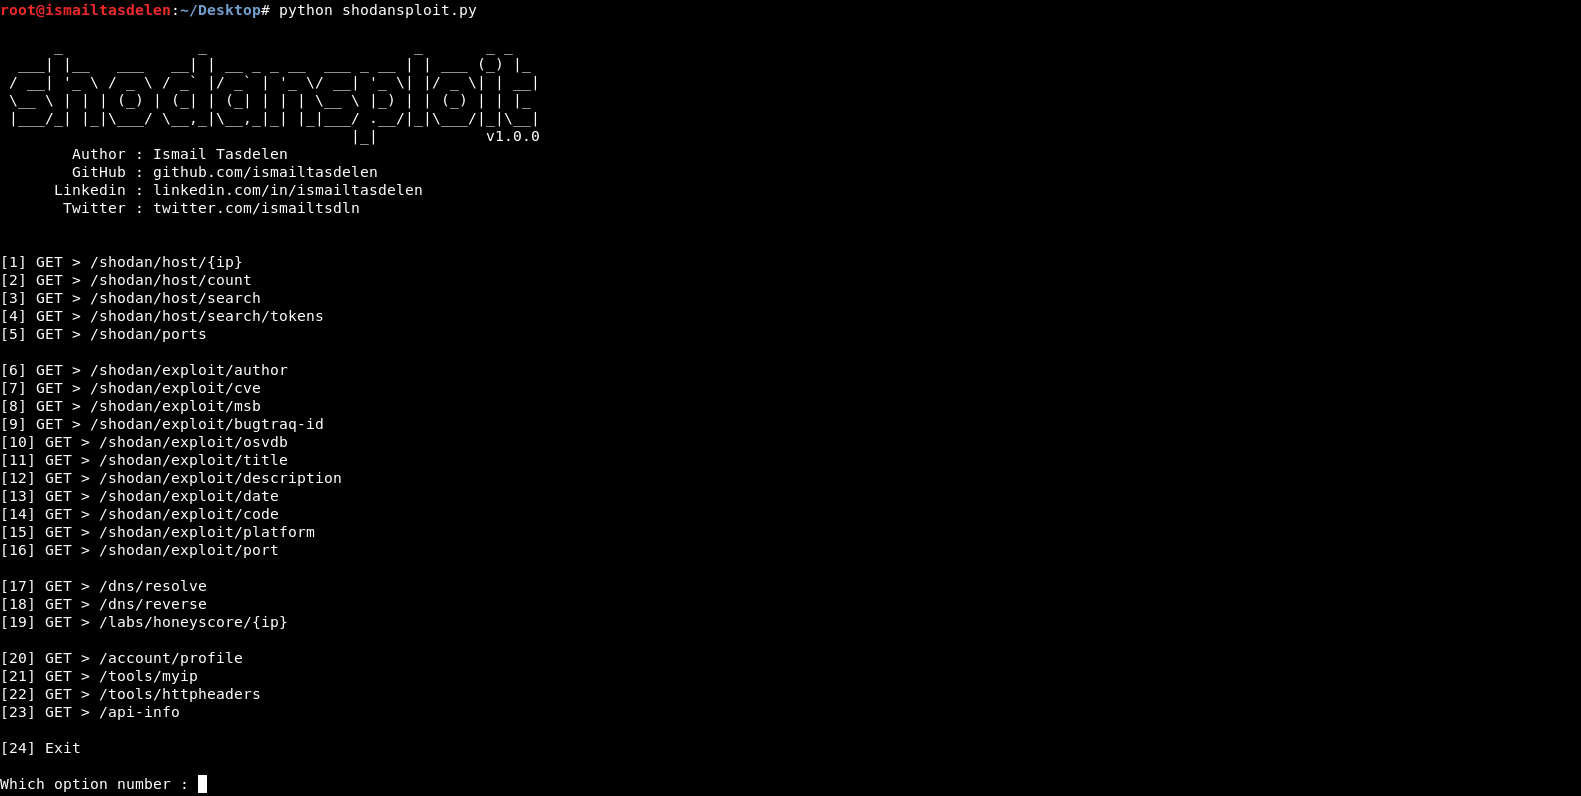 root@ismailtasdelen:~/Desktop# python shodansploit.py
shodansploit
v1.0.0
Author : Ismail Tasdelen
GitHub : github.com/ismailtasdelen
Linkedin : linkedin.com/in/ismailtasdelen
Twitter : twitter.com/ismailtsdln
[1] GET > /shodan/host/{ip}
[2] GET > /shodan/host/count
[3] GET > /shodan/host/search
[4] GET > /shodan/host/search/tokens
[5] GET > /shodan/ports
[6] GET > /shodan/exploit/author
[7] GET > /shodan/exploit/cve
[8] GET > /shodan/exploit/msb
[9] GET > /shodan/exploit/bugtraq-id
[10] GET > /shodan/exploit/osvdb
[11] GET > /shodan/exploit/title
[12] GET > /shodan/exploit/description
[13] GET > /shodan/exploit/date
[14] GET > /shodan/exploit/code
[15] GET > /shodan/exploit/platform
[16] GET > /shodan/exploit/port
[17] GET > /dns/resolve
[18] GET > /dns/reverse
[19] GET > /labs/honeyscore/{ip}
[20] GET > /account/profile
[21] GET > /tools/myip
[22] GET > /tools/httpheaders
[23] GET > /api-info
[24] Exit
Which option number :